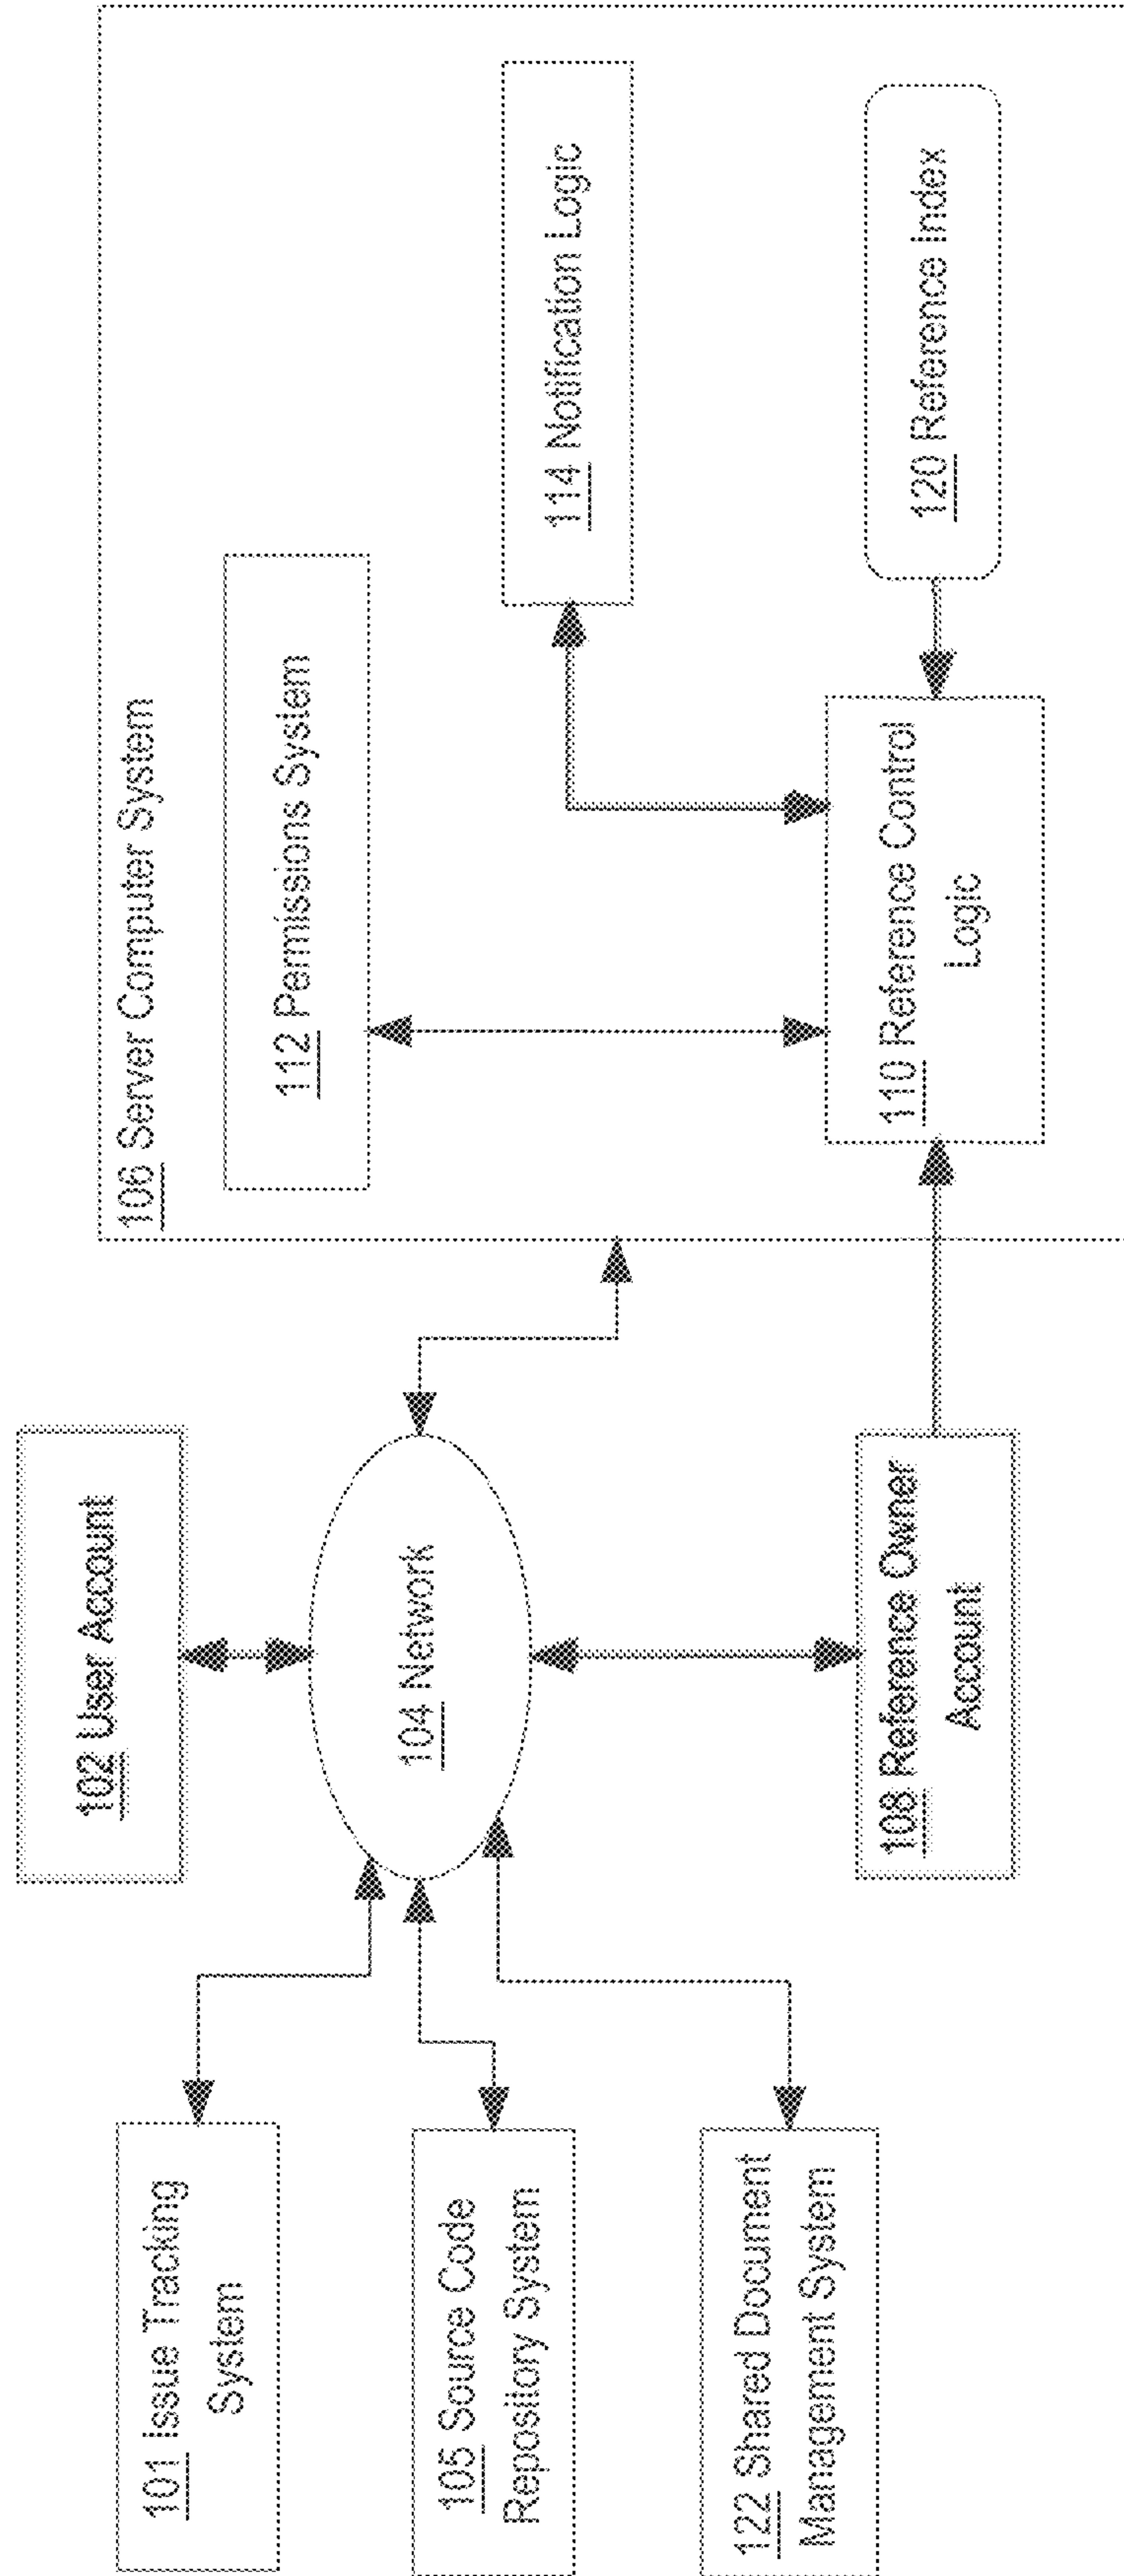 101 Issue Tracking
System
105 Source Code
Repository System
122 Shared Document
Management System
102 User Account
104 Network
108 Reference Owner
Account
106 Server Computer System
112 Permissions System
114 Notification Logic
110 Reference Control
Logic
120 Reference Index